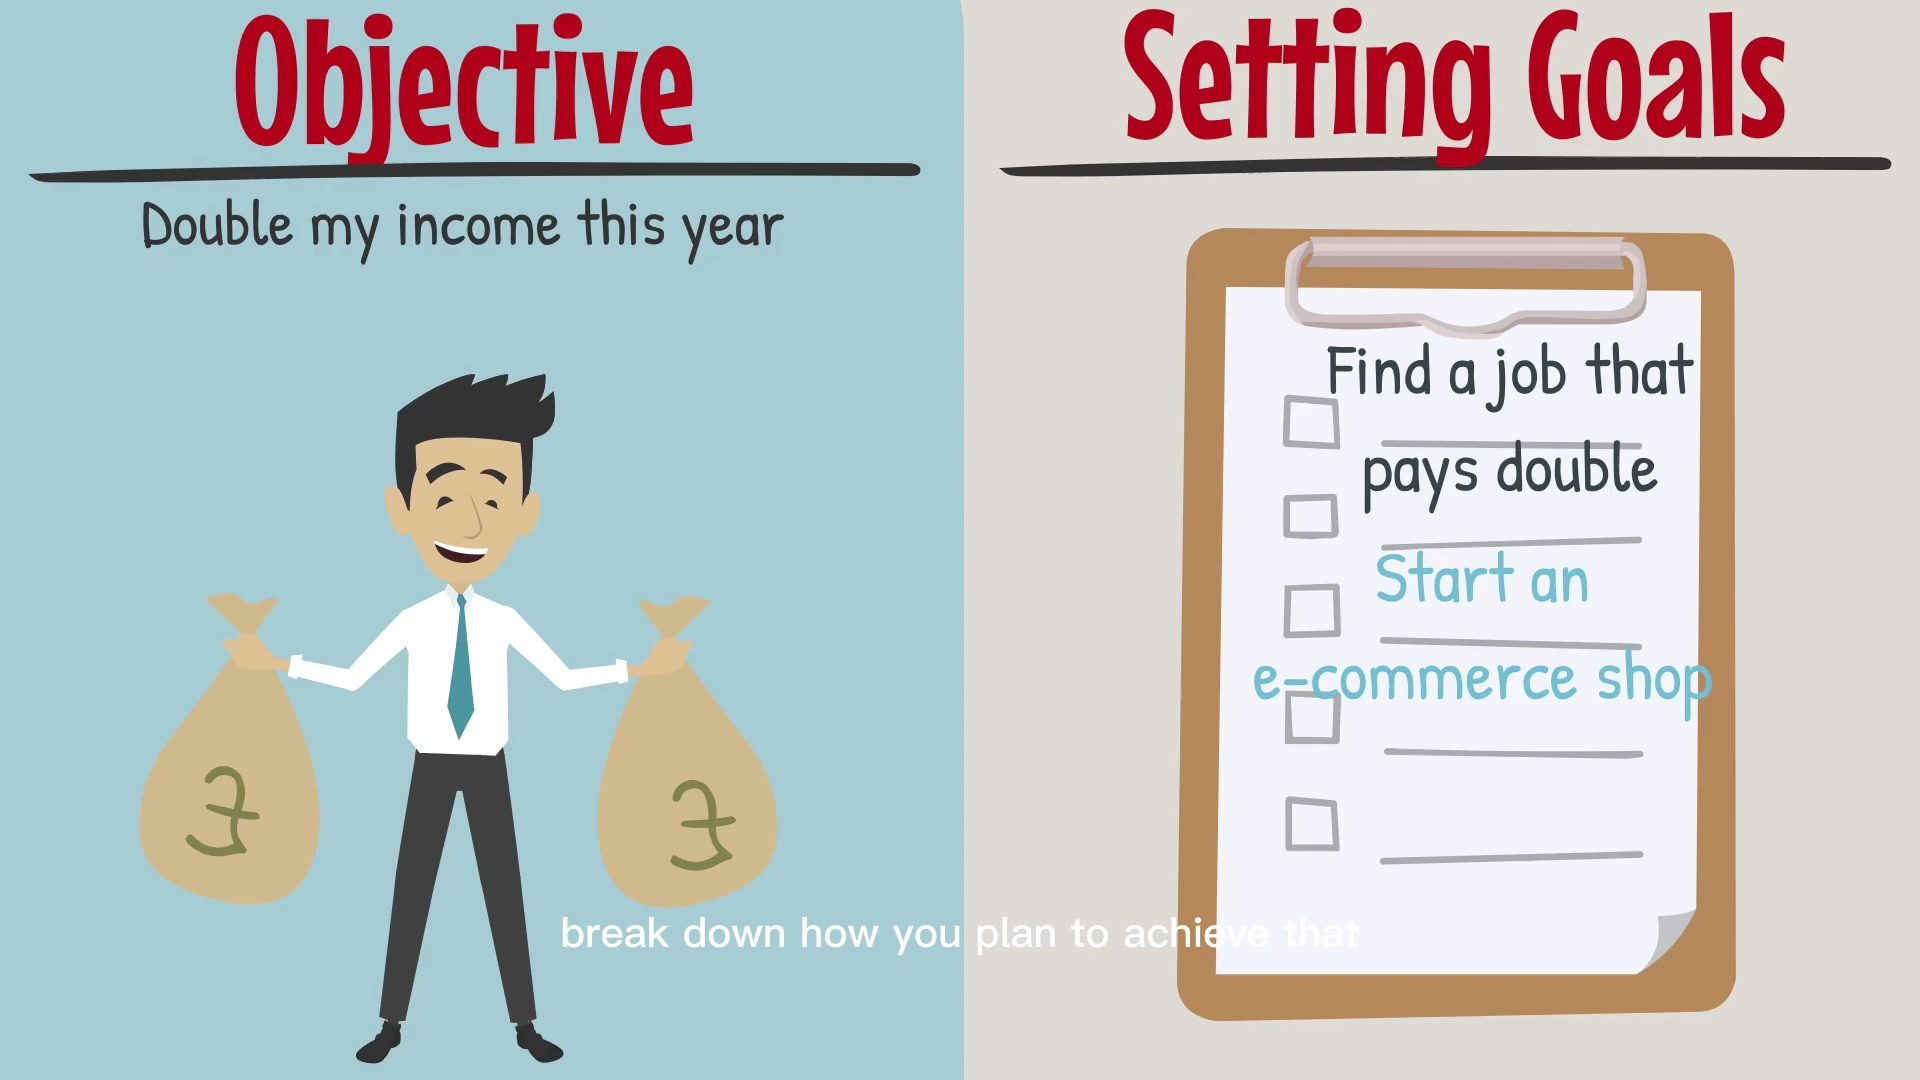 Objective
Double my income this year
Setting Goals
Find a job that
pays double
Start an
e-commerce shop
break down how you plan to achieve that